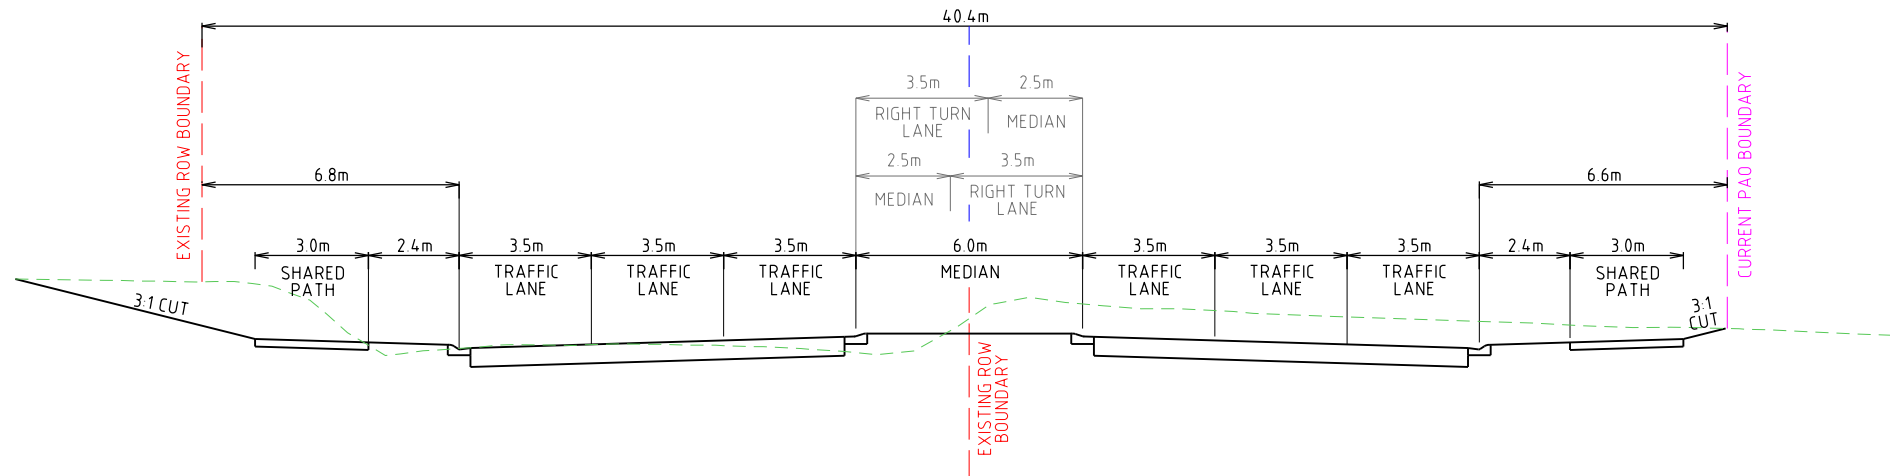 40.4m
3.5m 2.5m
RIGHT TURN
LANE
MEDIAN
2.5m 3.5m
MEDIAN
RIGHT TURN
LANE
EXISTING ROW BOUNDARY
CURRENT PAO BOUNDARY
6.8m 6.6m
3.0m 2.4m 3.5m 3.5m 3.5m 6.0m 3.5m 3.5m 3.5m 2.4m 3.0m
SHARED
PATH
TRAFFIC
LANE
TRAFFIC
LANE
TRAFFIC
LANE
MEDIAN
TRAFFIC
LANE
TRAFFIC
LANE
TRAFFIC
LANE
SHARED
PATH
3:1 CUT
3:1
CUT
EXISTING ROW
BOUNDARY